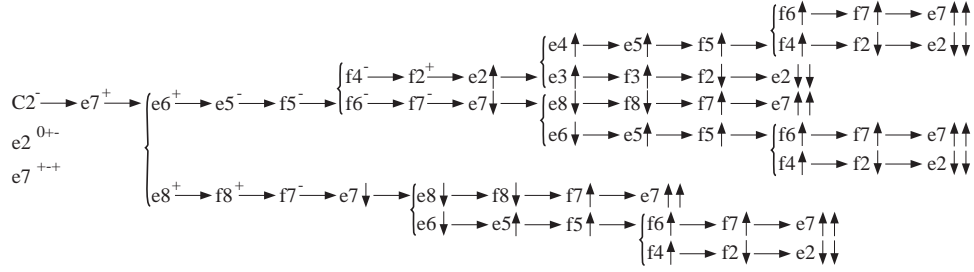 f6↑ → f7↑ → e7↑↑
e4↑ → e5↑ → f5↑ → f4↑ → f2↓ → e2↓↓
f4⁻ → f2⁺ → e2↑ → e3↑ → f3↑ → f2↓ → e2↓↓
C2⁻ → e7⁺ → e6⁺ → e5⁻ → f5⁻ → f6⁻ → f7⁻ → e7↓ → e8↓ → f8↓ → f7↑ → e7↑↑
e2 ⁰⁺⁻ e6↓ → e5↑ → f5↑ → f6↑ → f7↑ → e7↑↑
f4↑ → f2↓ → e2↓↓
e7 ⁺⁻⁺
e8⁺ → f8⁺ → f7⁻ → e7↓ → e8↓ → f8↓ → f7↑ → e7↑↑
e6↓ → e5↑ → f5↑ → f6↑ → f7↑ → e7↑↑
f4↑ → f2↓ → e2↓↓